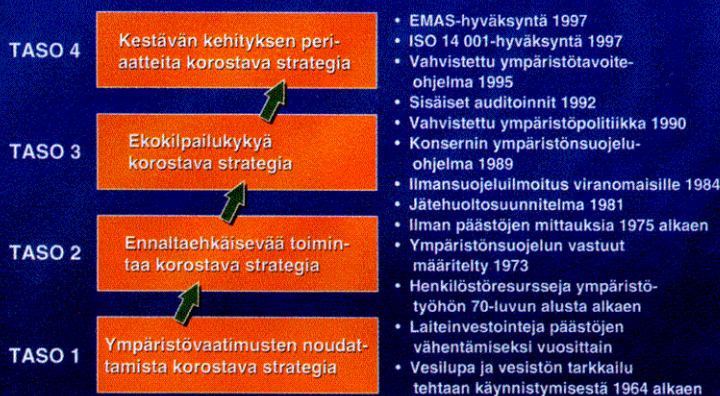 TASO 4
Kestävän kehityksen peri-
aatteita korostava strategia
TASO 3
Ekokilpailukykyä
korostava strategia
TASO 2
Ennaltaehkäisevää toimin-
taa korostava strategia
TASO 1
Ympäristövaatimusten noudat-
tamista korostava strategia
• EMAS-hyväksyntä 1997
• ISO 14 001-hyväksyntä 1997
• Vahvistettu ympäristötavoite-
ohjelma 1995
• Sisäiset auditoinnit 1992
• Vahvistettu ympäristöpolitiikka 1990
• Konsernin ympäristönsuojelu-
ohjelma 1989
• Ilmansuojeluilmoitus viranomaisille 1984
• Jätehuoltosuunnitelma 1981
• Ilman päästöjen mittauksia 1975 alkaen
• Ympäristönsuojelun vastuut
määritelty 1973
• Henkilöstöresursseja ympäristö-
työhön 70-luvun alusta alkaen
• Laiteinvestointeja päästöjen
vähentämiseksi vuosittain
• Vesilupa ja vesistön tarkkailu
tehtaan käynnistymisestä 1964 alkaen